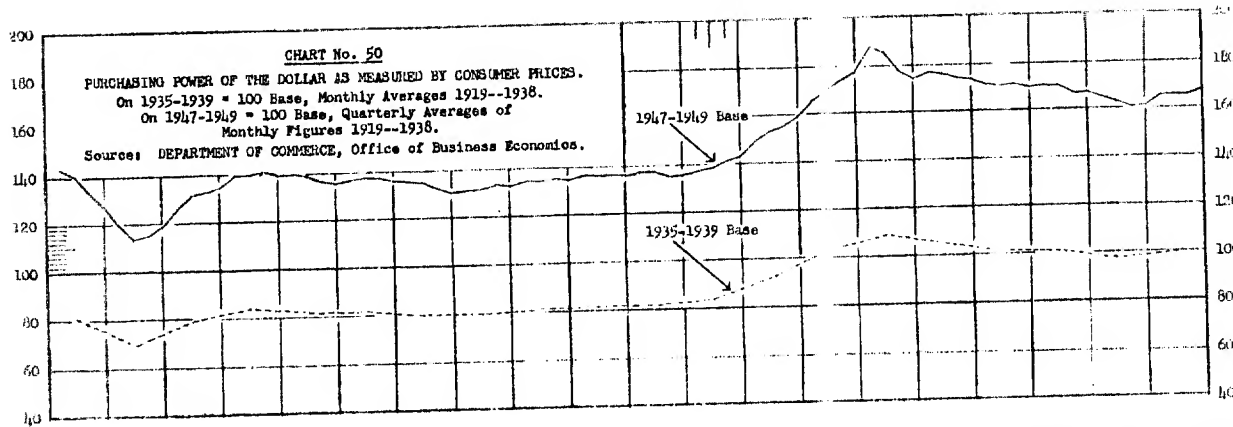 CHART No. 50
PURCHASING POWER OF THE DOLLAR AS MEASURED BY CONSUMER PRICES.
On 1935-1939 = 100 Base, Monthly Averages 1919--1938.
On 1947-1949 = 100 Base, Quarterly Averages of
Monthly Figures 1919--1938.
Source: DEPARTMENT OF COMMERCE, Office of Business Economics.
200
180
160
140
120
100
80
60
40
1947-1949 Base
1935-1939 Base
180
160
140
120
100
80
60
40